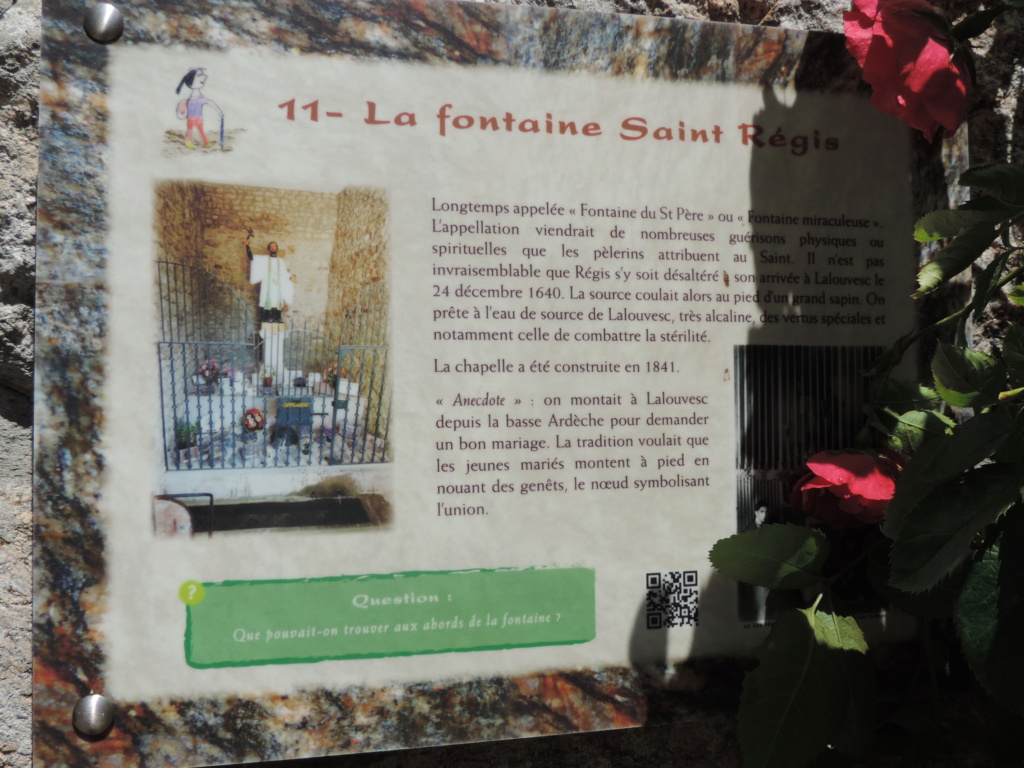 11- La fontaine Saint Régis
Longtemps appelée « Fontaine du St Père » ou « Fontaine miraculeuse ».
L'appellation viendrait de nombreuses guérisons physiques ou
spirituelles que les pèlerins attribuent au Saint. Il n'est pas
invraisemblable que Régis s'y soit désaltéré à son arrivée à Lalouvesc le
24 décembre 1640. La source coulait alors au pied d'un grand sapin. On
prête à l'eau de source de Lalouvesc, très alcaline, des vertus spéciales et
notamment celle de combattre la stérilité.
La chapelle a été construite en 1841.
« Anecdote » : on montait à Lalouvesc
depuis la basse Ardèche pour demander
un bon mariage. La tradition voulait que
les jeunes mariés montent à pied en
nouant des genêts, le nœud symbolisant
l'union.
?
Question :
Que pouvait-on trouver aux abords de la fontaine ?